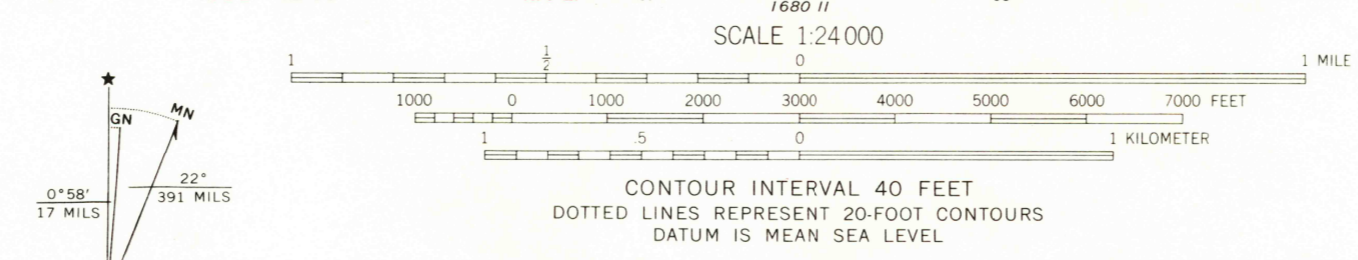 1680 II
SCALE 1:24 000
1 ½ 0 1 MILE
1000 0 1000 2000 3000 4000 5000 6000 7000 FEET
1 .5 0 1 KILOMETER
CONTOUR INTERVAL 40 FEET
DOTTED LINES REPRESENT 20-FOOT CONTOURS
DATUM IS MEAN SEA LEVEL
GN
MN
0°58′
17 MILS
22°
391 MILS